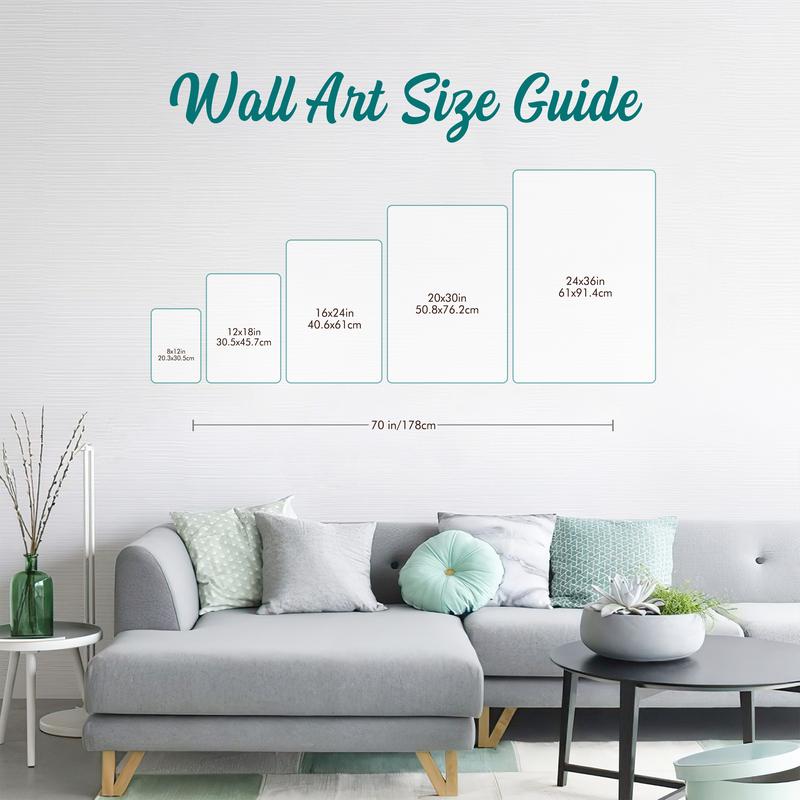 Wall Art Size Guide
24x36in
61x91.4cm
20x30in
50.8x76.2cm
16x24in
40.6x61cm
12x18in
30.5x45.7cm
8x12in
20.3x30.5cm
70 in/178cm